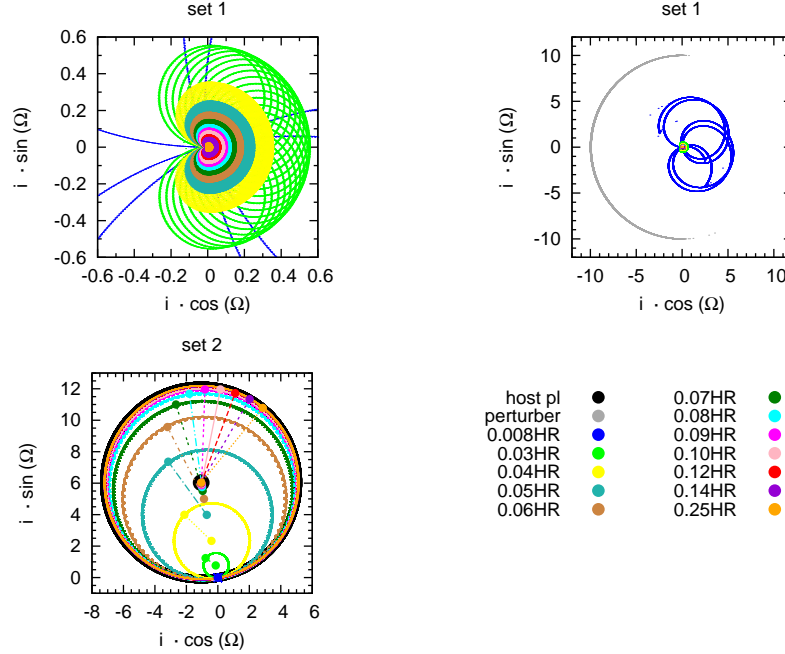 set 1
i · sin (Ω)
0.6
0.4
0.2
0
-0.2
-0.4
-0.6
-0.6 -0.4 -0.2 0 0.2 0.4 0.6
i · cos (Ω)
set 1
i · sin (Ω)
10
5
0
-5
-10
-10 -5 0 5 10
i · cos (Ω)
set 2
i · sin (Ω)
12
10
8
6
4
2
0
-8 -6 -4 -2 0 2 4 6
i · cos (Ω)
host pl
perturber
0.008HR
0.03HR
0.04HR
0.05HR
0.06HR
0.07HR
0.08HR
0.09HR
0.10HR
0.12HR
0.14HR
0.25HR